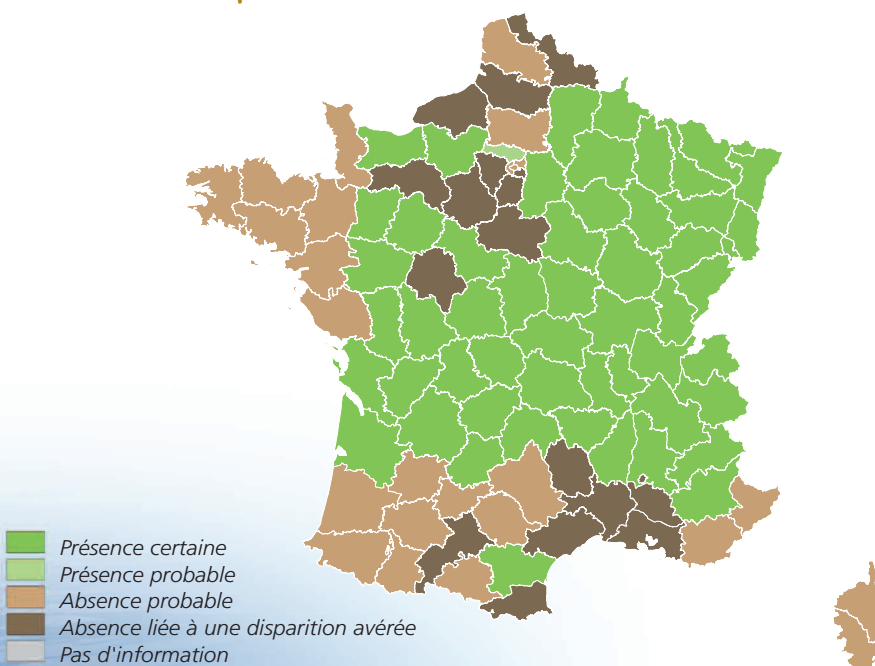 Présence certaine
Présence probable
Absence probable
Absence liée à une disparition avérée
Pas d'information